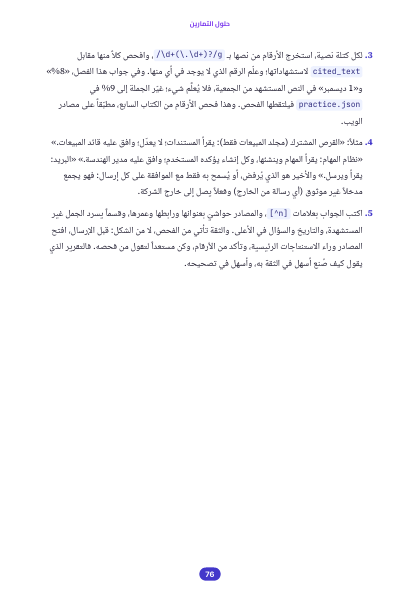 حلول التمارين
3. لكل كتلة نصية، استخرج الأرقام من نصها بـ /\d+(\.\d+)?/g ، وافحص كلاً منها مقابل
cited_text لاستشهاداتها؛ وعلّم الرقم الذي لا يوجد في أي منها. وفي جواب هذا الفصل، «8%»
و«1 ديسمبر» في النص المستشهد من الجمعية، فلا يُعلَّم شيء؛ غيّر الجملة إلى 9% في
practice.json فيلتقطها الفحص. وهذا فحص الأرقام من الكتاب السابع، مطبّقاً على مصادر
الويب.
4. مثلاً: «القرص المشترك (مجلد المبيعات فقط): يقرأ المستندات؛ لا يعدّل؛ وافق عليه قائد المبيعات.»
«نظام المهام: يقرأ المهام وينشئها، وكل إنشاء يؤكده المستخدم؛ وافق عليه مدير الهندسة.» «البريد:
يقرأ ويرسل.» والأخير هو الذي يُرفض، أو يُسمح به فقط مع الموافقة على كل إرسال: فهو يجمع
مدخلاً غير موثوق (أي رسالة من الخارج) وفعلاً يصل إلى خارج الشركة.
5. اكتب الجواب بعلامات [^n] ، والمصادر حواشي بعنوانها ورابطها وعمرها، وقسماً يسرد الجمل غير
المستشهدة، والتاريخ والسؤال في الأعلى. والثقة تأتي من الفحص، لا من الشكل: قبل الإرسال، افتح
المصادر وراء الاستنتاجات الرئيسية، وتأكد من الأرقام، وكن مستعداً لتقول من فحصه. فالتقرير الذي
يقول كيف صُنع أسهل في الثقة به، وأسهل في تصحيحه.
76